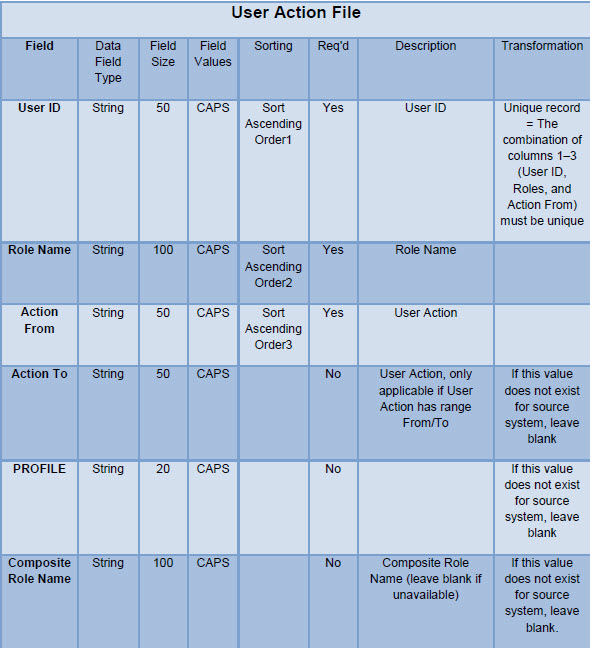 User Action File
Field Data Field Type Field Size Field Values Sorting Req'd Description Transformation
User ID String 50 CAPS Sort Ascending Order1 Yes User ID Unique record = The combination of columns 1–3 (User ID, Roles, and Action From) must be unique
Role Name String 100 CAPS Sort Ascending Order2 Yes Role Name
Action From String 50 CAPS Sort Ascending Order3 Yes User Action
Action To String 50 CAPS No User Action, only applicable if User Action has range From/To If this value does not exist for source system, leave blank
PROFILE String 20 CAPS No If this value does not exist for source system, leave blank
Composite Role Name String 100 CAPS No Composite Role Name (leave blank if unavailable) If this value does not exist for source system, leave blank.